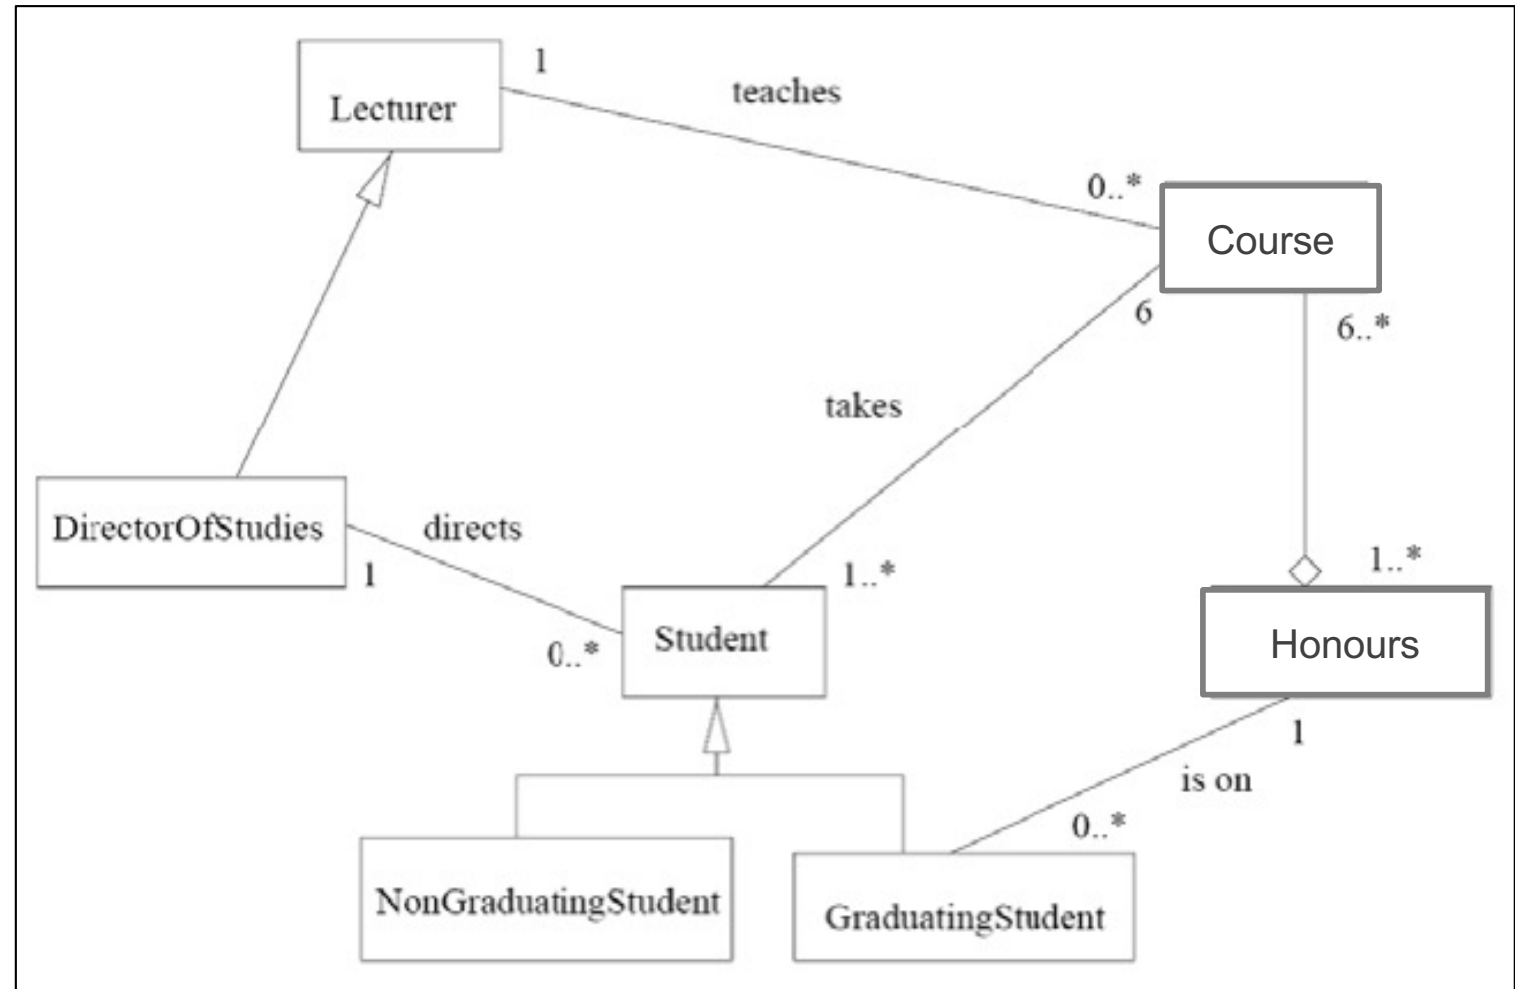 1
teaches
Lecturer
0..*
Course
6
6..*
takes
DirectorOfStudies
directs
1
1..*
1..*
Student
0..*
Honours
1
is on
0..*
NonGraduatingStudent
GraduatingStudent